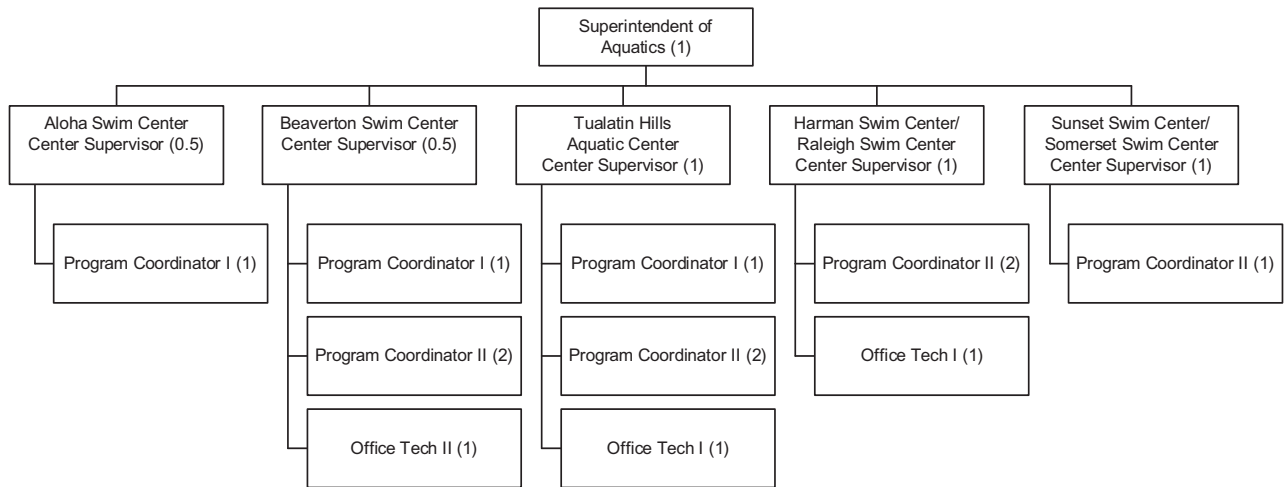 Superintendent of
Aquatics (1)
Aloha Swim Center
Center Supervisor (0.5)
Beaverton Swim Center
Center Supervisor (0.5)
Tualatin Hills
Aquatic Center
Center Supervisor (1)
Harman Swim Center/
Raleigh Swim Center
Center Supervisor (1)
Sunset Swim Center/
Somerset Swim Center
Center Supervisor (1)
Program Coordinator I (1)
Program Coordinator I (1)
Program Coordinator I (1)
Program Coordinator II (2)
Program Coordinator II (1)
Program Coordinator II (2)
Program Coordinator II (2)
Office Tech I (1)
Office Tech II (1)
Office Tech I (1)